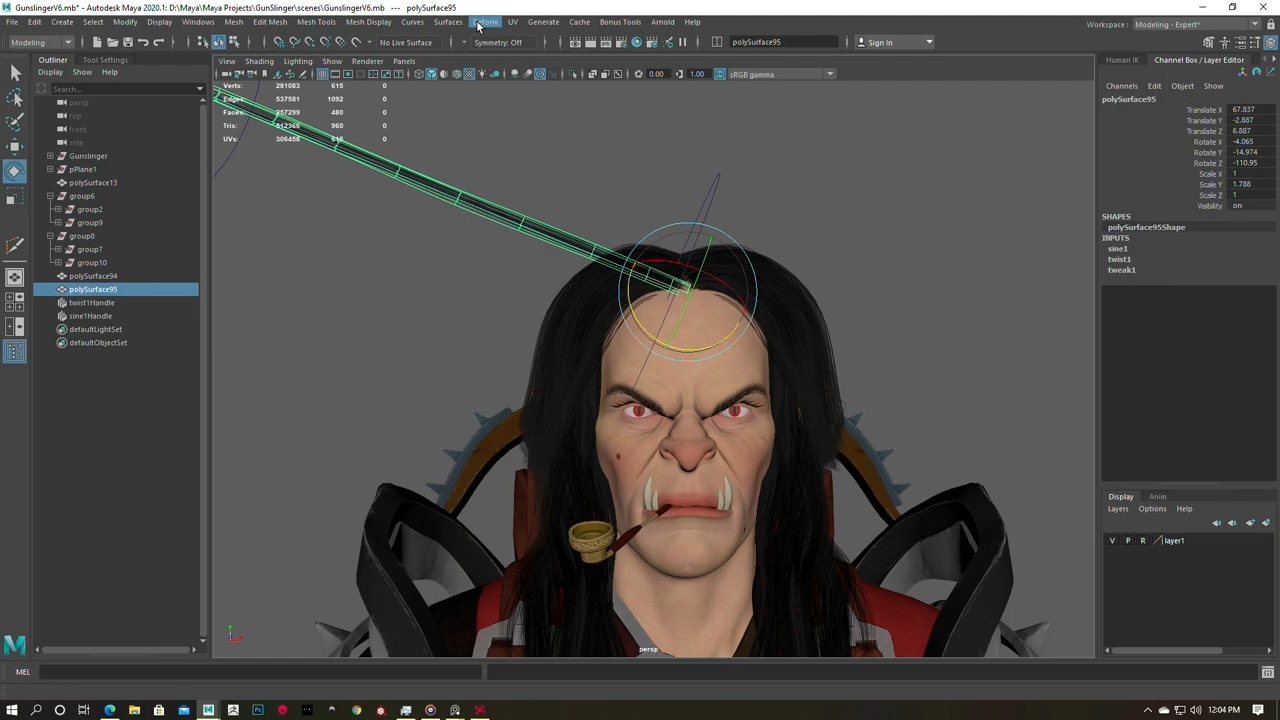 GunslingerV6.mb* - Autodesk Maya 2020.1: D:\Maya\Maya Projects\GunSlinger\scenes\GunslingerV6.mb --- polySurface95
File Edit Create Select Modify Display Windows Mesh Edit Mesh Mesh Tools Mesh Display Curves Surfaces Deform UV Generate Cache Bonus Tools Arnold Help
Workspace : Modeling - Expert*
Modeling No Live Surface Symmetry: Off polySurface95 Sign In
Outliner Tool Settings
Display Show Help
Search...
persp
top
front
side
Gunslinger
pPlane1
polySurface13
group6
group2
group9
group8
group7
group10
polySurface94
polySurface95
twist1Handle
sine1Handle
defaultLightSet
defaultObjectSet
View Shading Lighting Show Renderer Panels
0.00 1.00 sRGB gamma
Verts: 281083 615 0
Edges: 537581 1092 0
Faces: 257299 480 0
Tris: 512366 960 0
UVs: 306458 615 0
persp
Human IK Channel Box / Layer Editor
Channels Edit Object Show
polySurface95
Translate X 67.837
Translate Y -2.887
Translate Z 6.887
Rotate X -4.065
Rotate Y -14.974
Rotate Z -110.95
Scale X 1
Scale Y 1.788
Scale Z 1
Visibility on
SHAPES
polySurface95Shape
INPUTS
sine1
twist1
tweak1
Display Anim
Layers Options Help
V P R layer1
MEL
12:04 PM